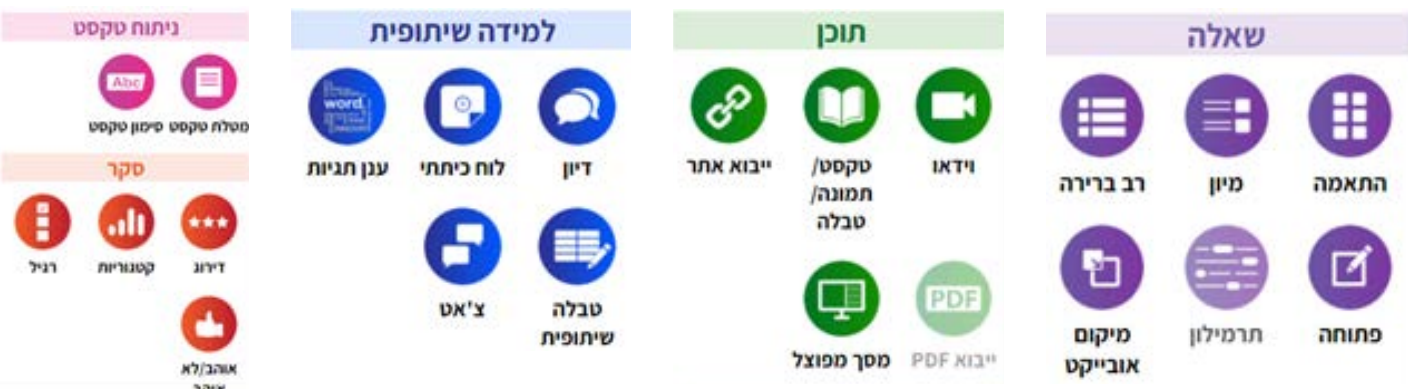 שאלה
התאמה
מיון
רב ברירה
פתוחה
תרמילון
מיקום
אובייקט
תוכן
וידאו
טקסט/
תמונה/
טבלה
ייבוא אתר
PDF
ייבוא PDF
מסך מפוצל
למידה שיתופית
דיון
לוח כיתתי
word
ענן תגיות
טבלה
שיתופית
צ'אט
ניתוח טקסט
Abc
מטלת טקסט
סימון טקסט
סקר
דירוג
קטגוריות
רגיל
אוהב/לא